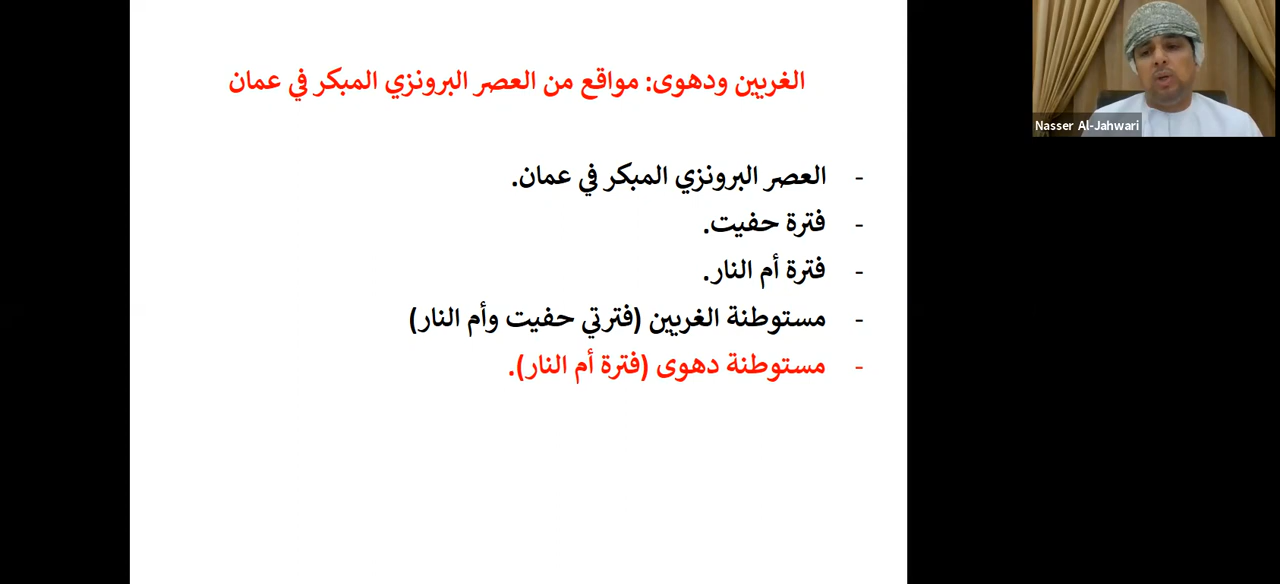 الغريين ودهوى: مواقع من العصر البرونزي المبكر في عمان
- العصر البرونزي المبكر في عمان.
- فترة حفيت.
- فترة أم النار.
- مستوطنة الغريين (فترتي حفيت وأم النار)
- مستوطنة دهوى (فترة أم النار).
Nasser Al-Jahwari